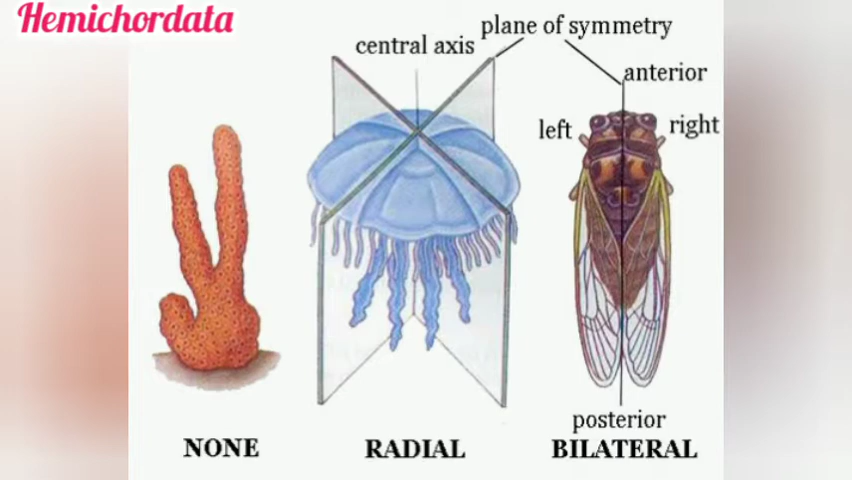 Hemichordata
plane of symmetry
central axis
anterior
left
right
posterior
NONE
RADIAL
BILATERAL